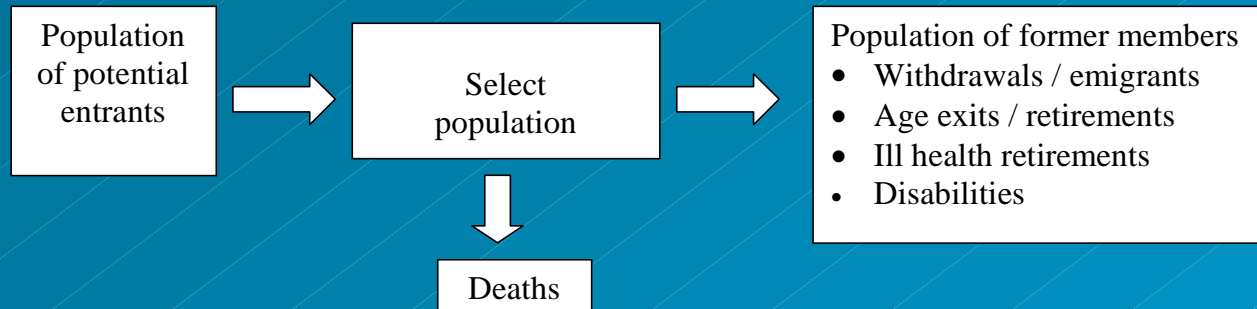 Population
of potential
entrants
Select
population
Population of former members
• Withdrawals / emigrants
• Age exits / retirements
• Ill health retirements
• Disabilities
Deaths